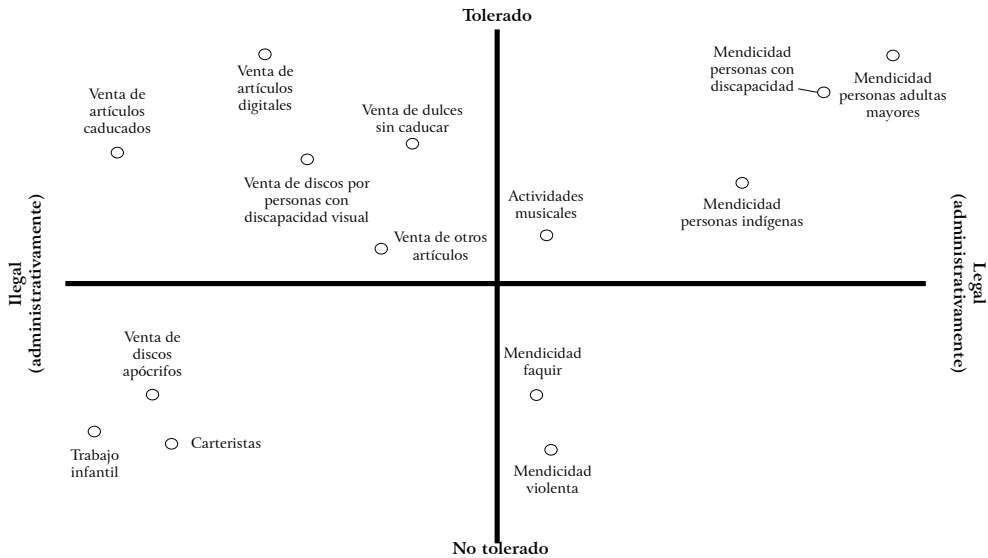 Tolerado
Venta de
artículos
digitales
Mendicidad
personas con
discapacidad
Mendicidad
personas adultas
mayores
Venta de
artículos
caducados
Venta de dulces
sin caducar
Venta de discos por
personas con
discapacidad visual
Actividades
musicales
Mendicidad
personas indígenas
Venta de otros
artículos
Ilegal
(administrativamente)
Legal
(administrativamente)
Venta de
discos
apócrifos
Mendicidad
faquir
Trabajo
infantil
Carteristas
Mendicidad
violenta
No tolerado